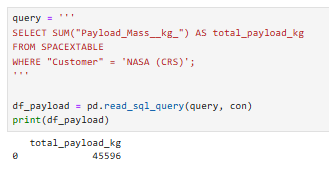 query = '''
SELECT SUM("Payload_Mass__kg_") AS total_payload_kg
FROM SPACEXTABLE
WHERE "Customer" = 'NASA (CRS)';
'''
df_payload = pd.read_sql_query(query, con)
print(df_payload)
total_payload_kg
0 45596